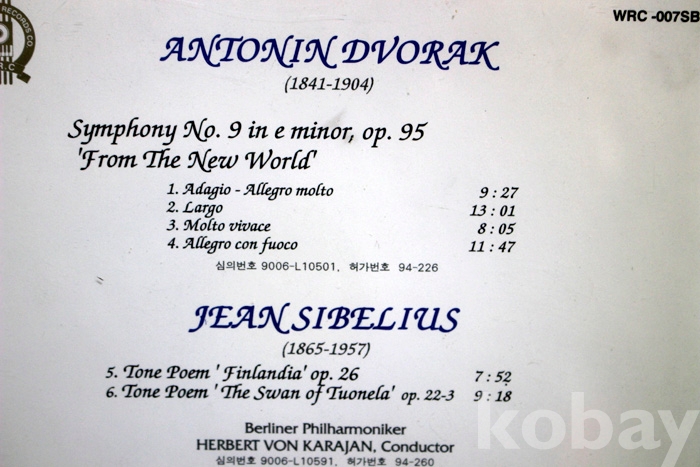 RECORDS CO
R.C
WRC -007SB
ANTONIN DVORAK
(1841-1904)
Symphony No. 9 in e minor, op. 95
'From The New World'
1. Adagio - Allegro molto 9 : 27
2. Largo 13 : 01
3. Molto vivace 8 : 05
4. Allegro con fuoco 11 : 47
심의번호 9006-L10501, 허가번호 94-226
JEAN SIBELIUS
(1865-1957)
5. Tone Poem ' Finlandia' op. 26 7 : 52
6. Tone Poem ' The Swan of Tuonela' op. 22-3 9 : 18
Berliner Philharmoniker
HERBERT VON KARAJAN, Conductor
심의번호 9006-L10591, 허가번호 94-260
kobay